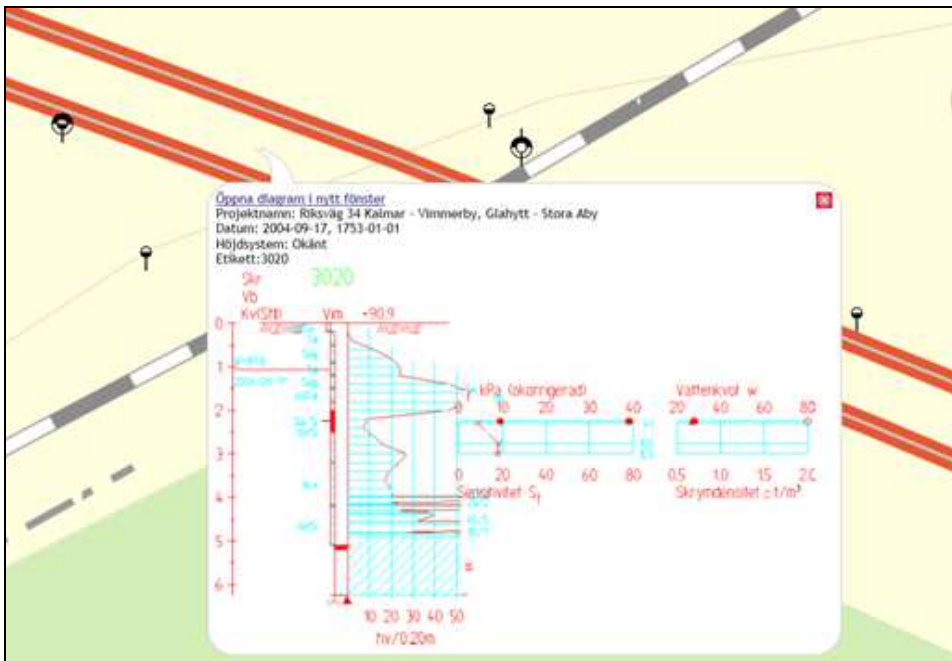 Öppna diagram i nytt fönster
Projektnamn: Riksväg 34 Kalmar - Vimmerby, Glahytt - Stora Aby
Datum: 2004-09-17, 1753-01-01
Höjdsystem: Okänt
Etikett:3020
Skr 3020
Vb
Kv(Std) Vim +90.9
0
1
2
3
4
5
6
10 20 30 40 50
hv/0.20m
kPa (okorrigerad)
0 10 20 30 40
0 20 40 60 80
Sensitivitet S
Vattenkvot w
20 40 60 80
0.5 1.0 1.5 2.0
Skrymdensitet t/m³